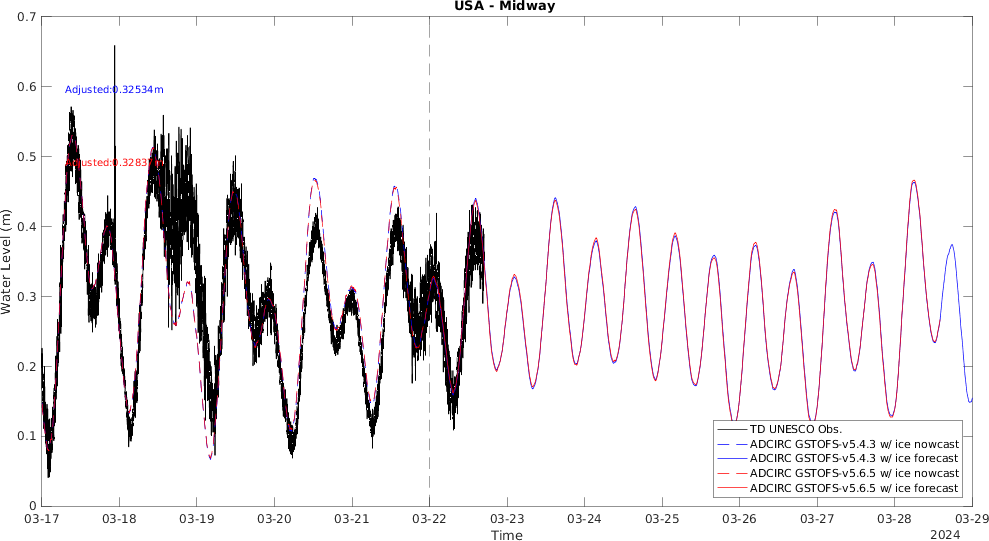 USA - Midway
0.7
0.6
0.5
0.4
0.3
0.2
0.1
0
Water Level (m)
Adjusted:0.32534m
03-17 03-18 03-19 03-20 03-21 03-22 03-23 03-24 03-25 03-26 03-27 03-28 03-29
Time
2024
TD UNESCO Obs.
ADCIRC GSTOFS-v5.4.3 w/ ice nowcast
ADCIRC GSTOFS-v5.4.3 w/ ice forecast
ADCIRC GSTOFS-v5.6.5 w/ ice nowcast
ADCIRC GSTOFS-v5.6.5 w/ ice forecast